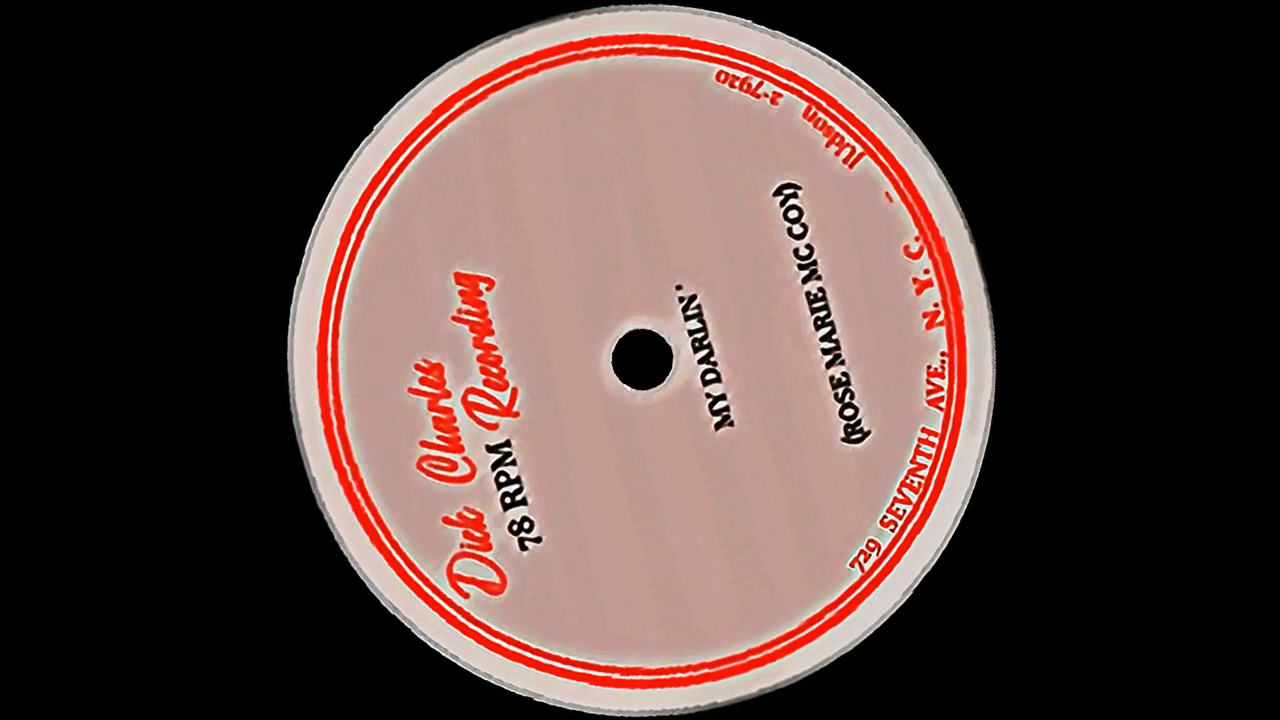 Dick Charles
Recording
78 RPM
MY DARLIN'.
(ROSE MARIE MC COY)
729 SEVENTH AVE., N. Y. C. - JUdson 2-7920